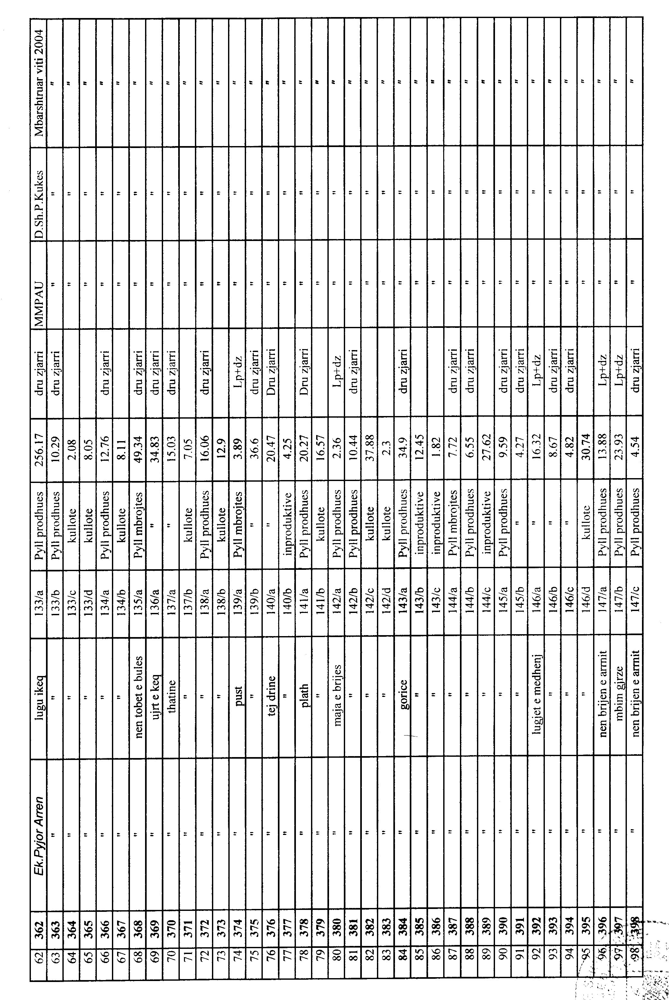 62 362 Ek.Pyjor Arren lugu ikeq 133/a Pyll prodhues 256.17 dru zjarri MMPAU D.Sh.P.Kukes Mbarshtruar viti 2004
63 363 " " 133/b Pyll prodhues 10.29 dru zjarri " " "
64 364 " " 133/c kullote 2.08 " " "
65 365 " " 133/d kullote 8.05 " " "
66 366 " " 134/a Pyll prodhues 12.76 dru zjarri " " "
67 367 " " 134/b kullote 8.11 " " "
68 368 " nen tobet e bules 135/a Pyll mbrojtes 49.34 dru zjarri " " "
69 369 " ujrt e keq 136/a " 34.83 dru zjarri " " "
70 370 " thatine 137/a " 15.03 dru zjarri " " "
71 371 " " 137/b kullote 7.05 " " "
72 372 " " 138/a Pyll prodhues 16.06 dru zjarri " " "
73 373 " " 138/b kullote 12.9 " " "
74 374 " pust 139/a Pyll mbrojtes 3.89 Lp+dz " " "
75 375 " " 139/b " 36.6 dru zjarri " " "
76 376 " tej drine 140/a " 20.47 Dru zjarri " " "
77 377 " " 140/b inproduktive 4.25 " " "
78 378 " plath 141/a Pyll prodhues 20.27 Dru zjarri " " "
79 379 " " 141/b kullote 16.57 " " "
80 380 " maja e brijes 142/a Pyll prodhues 2.36 Lp+dz " " "
81 381 " " 142/b Pyll prodhues 10.44 dru zjarri " " "
82 382 " " 142/c kullote 37.88 " " "
83 383 " " 142/d kullote 2.3 " " "
84 384 " gorice 143/a Pyll prodhues 34.9 dru zjarri " " "
85 385 " " 143/b inproduktive 12.45 " " "
86 386 " " 143/c inproduktive 1.82 " " "
87 387 " " 144/a Pyll mbrojtes 7.72 dru zjarri " " "
88 388 " " 144/b Pyll prodhues 6.55 dru zjarri " " "
89 389 " " 144/c inproduktive 27.62 " " "
90 390 " " 145/a Pyll prodhues 9.59 dru zjarri " " "
91 391 " " 145/b " 4.27 dru zjarri " " "
92 392 " lugjet e medhenj 146/a " 16.32 Lp+dz " " "
93 393 " " 146/b " 8.67 dru zjarri " " "
94 394 " " 146/c " 4.82 dru zjarri " " "
95 395 " " 146/d kullote 30.74 " " "
96 396 " nen brijen e arrnit 147/a Pyll prodhues 13.88 Lp+dz " " "
97 397 " mbim gjrze 147/b Pyll prodhues 23.93 Lp+dz " " "
98 398 " nen brijen e arrnit 147/c Pyll prodhues 4.54 dru zjarri " " "